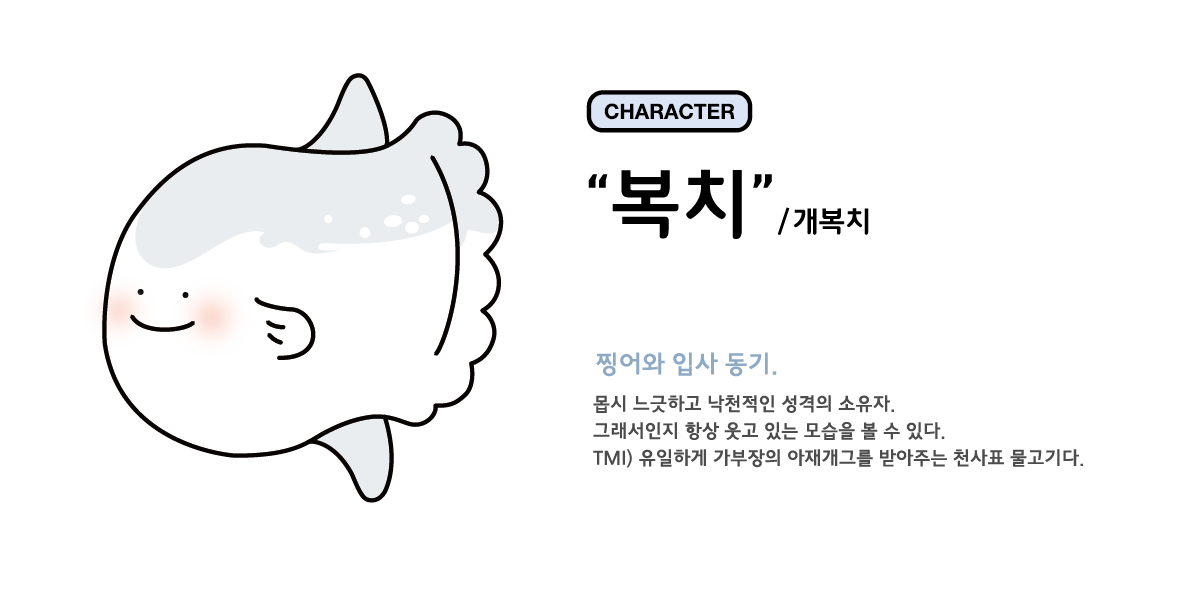 CHARACTER
“복치” /개복치
찡어와 입사 동기.
몹시 느긋하고 낙천적인 성격의 소유자.
그래서인지 항상 웃고 있는 모습을 볼 수 있다.
TMI) 유일하게 가부장의 아재개그를 받아주는 천사표 물고기다.